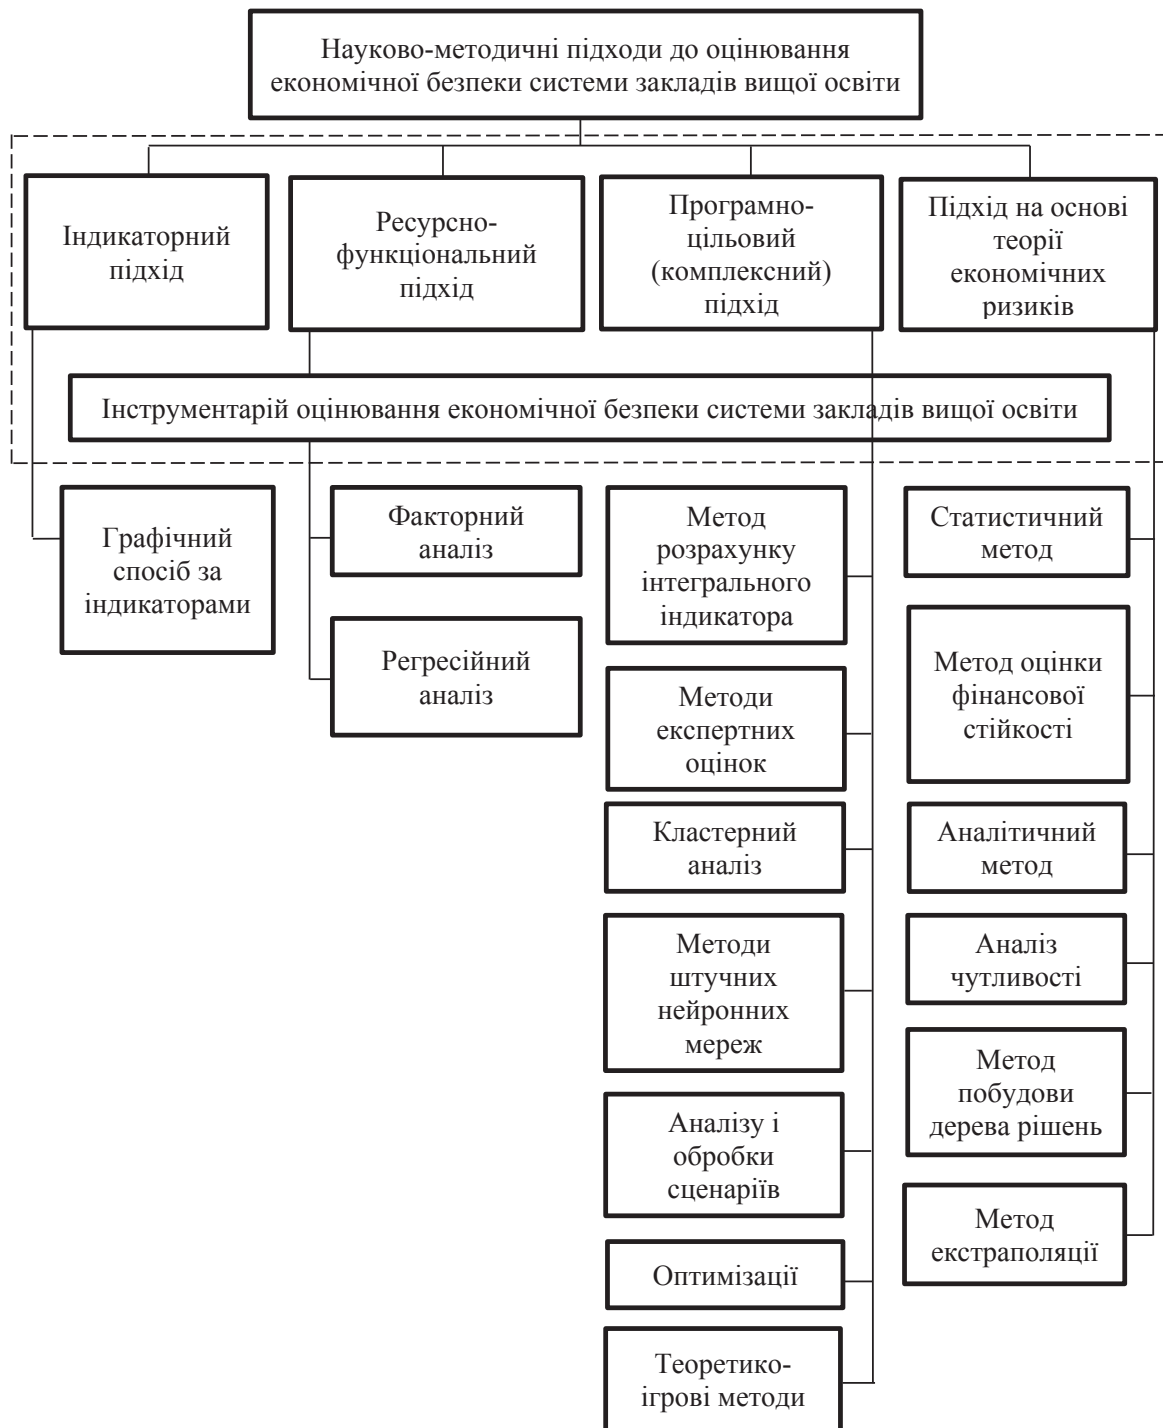 Науково-методичні підходи до оцінювання
економічної безпеки системи закладів вищої освіти
Індикаторний
підхід
Ресурсно-
функціональний
підхід
Програмно-
цільовий
(комплексний)
підхід
Підхід на основі
теорії
економічних
ризиків
Інструментарій оцінювання економічної безпеки системи закладів вищої освіти
Графічний
спосіб за
індикаторами
Факторний
аналіз
Регресійний
аналіз
Метод
розрахунку
інтегрального
індикатора
Методи
експертних
оцінок
Кластерний
аналіз
Методи
штучних
нейронних
мереж
Аналізу і
обробки
сценаріїв
Оптимізації
Теоретико-
ігрові методи
Статистичний
метод
Метод оцінки
фінансової
стійкості
Аналітичний
метод
Аналіз
чутливості
Метод
побудови
дерева рішень
Метод
екстраполяції